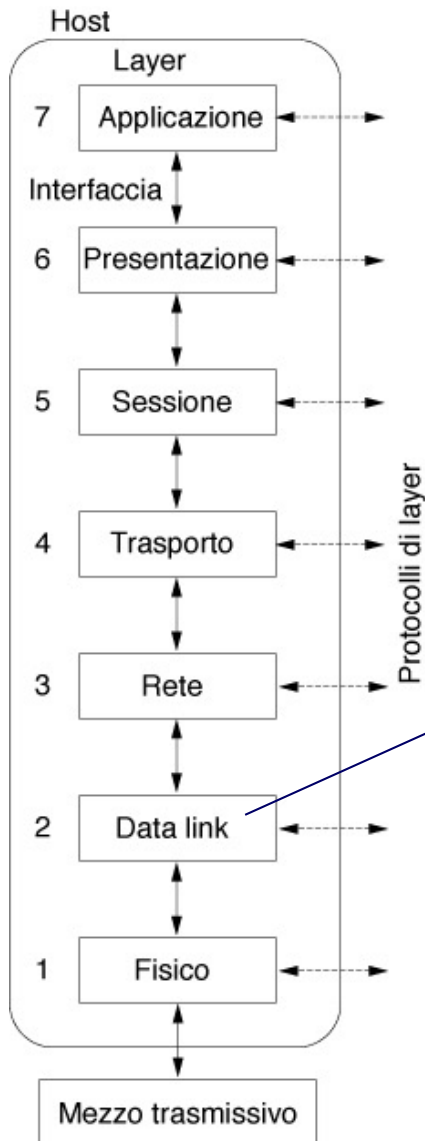 Host
Layer
7 Applicazione
Interfaccia
6 Presentazione
5 Sessione
4 Trasporto
Protocolli di layer
3 Rete
2 Data link
1 Fisico
Mezzo trasmissivo